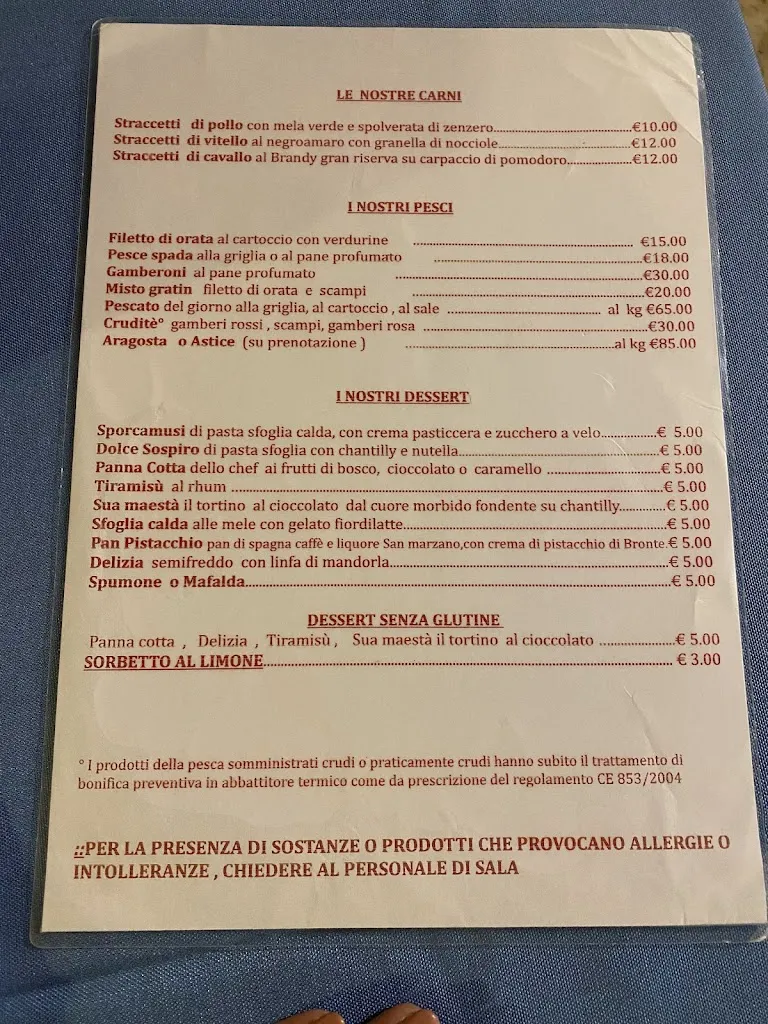 LE NOSTRE CARNI
Straccetti di pollo con mela verde e spolverata di zenzero.......................................€10.00
Straccetti di vitello al negroamaro con granella di nocciole......................................€12.00
Straccetti di cavallo al Brandy gran riserva su carpaccio di pomodoro..................€12.00
I NOSTRI PESCI
Filetto di orata al cartoccio con verdurine ............................................................ €15.00
Pesce spada alla griglia o al pane profumato ........................................................€18.00
Gamberoni al pane profumato ..................................................................€30.00
Misto gratin filetto di orata e scampi ...............................................................€20.00
Pescato del giorno alla griglia, al cartoccio , al sale .......................................... al kg €65.00
Cruditè° gamberi rossi , scampi, gamberi rosa ............................................................€30.00
Aragosta o Astice (su prenotazione ) ........................................................al kg €85.00
I NOSTRI DESSERT
Sporcamusi di pasta sfoglia calda, con crema pasticcera e zucchero a velo...............€ 5.00
Dolce Sospiro di pasta sfoglia con chantilly e nutella......................................................€ 5.00
Panna Cotta dello chef ai frutti di bosco, cioccolato o caramello ..............................€ 5.00
Tiramisù al rhum .................................................................................................................€ 5.00
Sua maestà il tortino al cioccolato dal cuore morbido fondente su chantilly............€ 5.00
Sfoglia calda alle mele con gelato fiordilatte.....................................................................€ 5.00
Pan Pistacchio pan di spagna caffè e liquore San marzano,con crema di pistacchio di Bronte.€ 5.00
Delizia semifreddo con linfa di mandorla..........................................................................€ 5.00
Spumone o Mafalda...............................................................................................................€ 5.00
DESSERT SENZA GLUTINE
Panna cotta , Delizia , Tiramisù , Sua maestà il tortino al cioccolato ....................€ 5.00
SORBETTO AL LIMONE............................................................................................................ € 3.00
° I prodotti della pesca somministrati crudi o praticamente crudi hanno subito il trattamento di
bonifica preventiva in abbattitore termico come da prescrizione del regolamento CE 853/2004
::PER LA PRESENZA DI SOSTANZE O PRODOTTI CHE PROVOCANO ALLERGIE O
INTOLLERANZE , CHIEDERE AL PERSONALE DI SALA